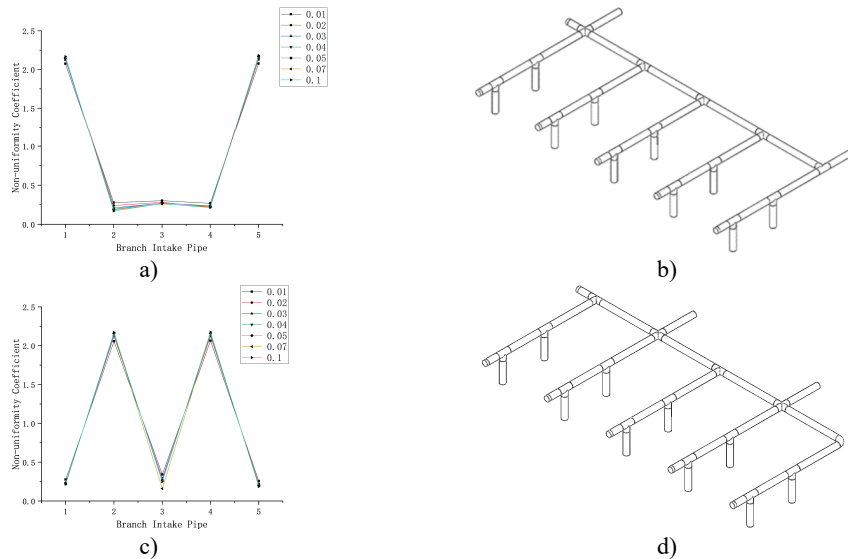 0.01
0.02
0.03
0.04
0.05
0.07
0.1
2.5
2.0
1.5
1.0
0.5
0.0
Non-uniformity Coefficient
1 2 3 4 5
Branch Intake Pipe
a)
b)
0.01
0.02
0.03
0.04
0.05
0.07
0.1
2.5
2.0
1.5
1.0
0.5
0.0
Non-uniformity Coefficient
1 2 3 4 5
Branch Intake Pipe
c)
d)